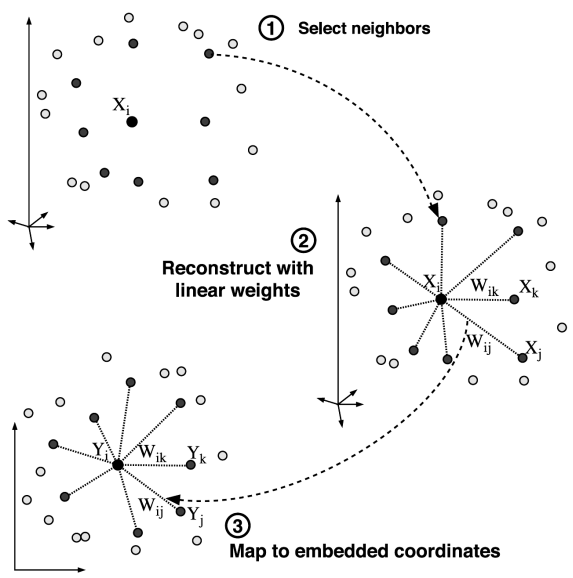 1 Select neighbors
Xi
2
Reconstruct with
linear weights
Xi Wik Xk
Wij Xj
Yi Wik Yk
Wij Yj
3
Map to embedded coordinates